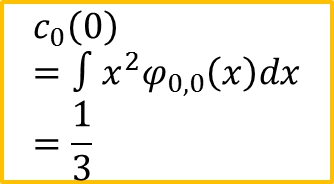 c₀(0)
= ∫ x²φ₀,₀(x)dx
= 1/3